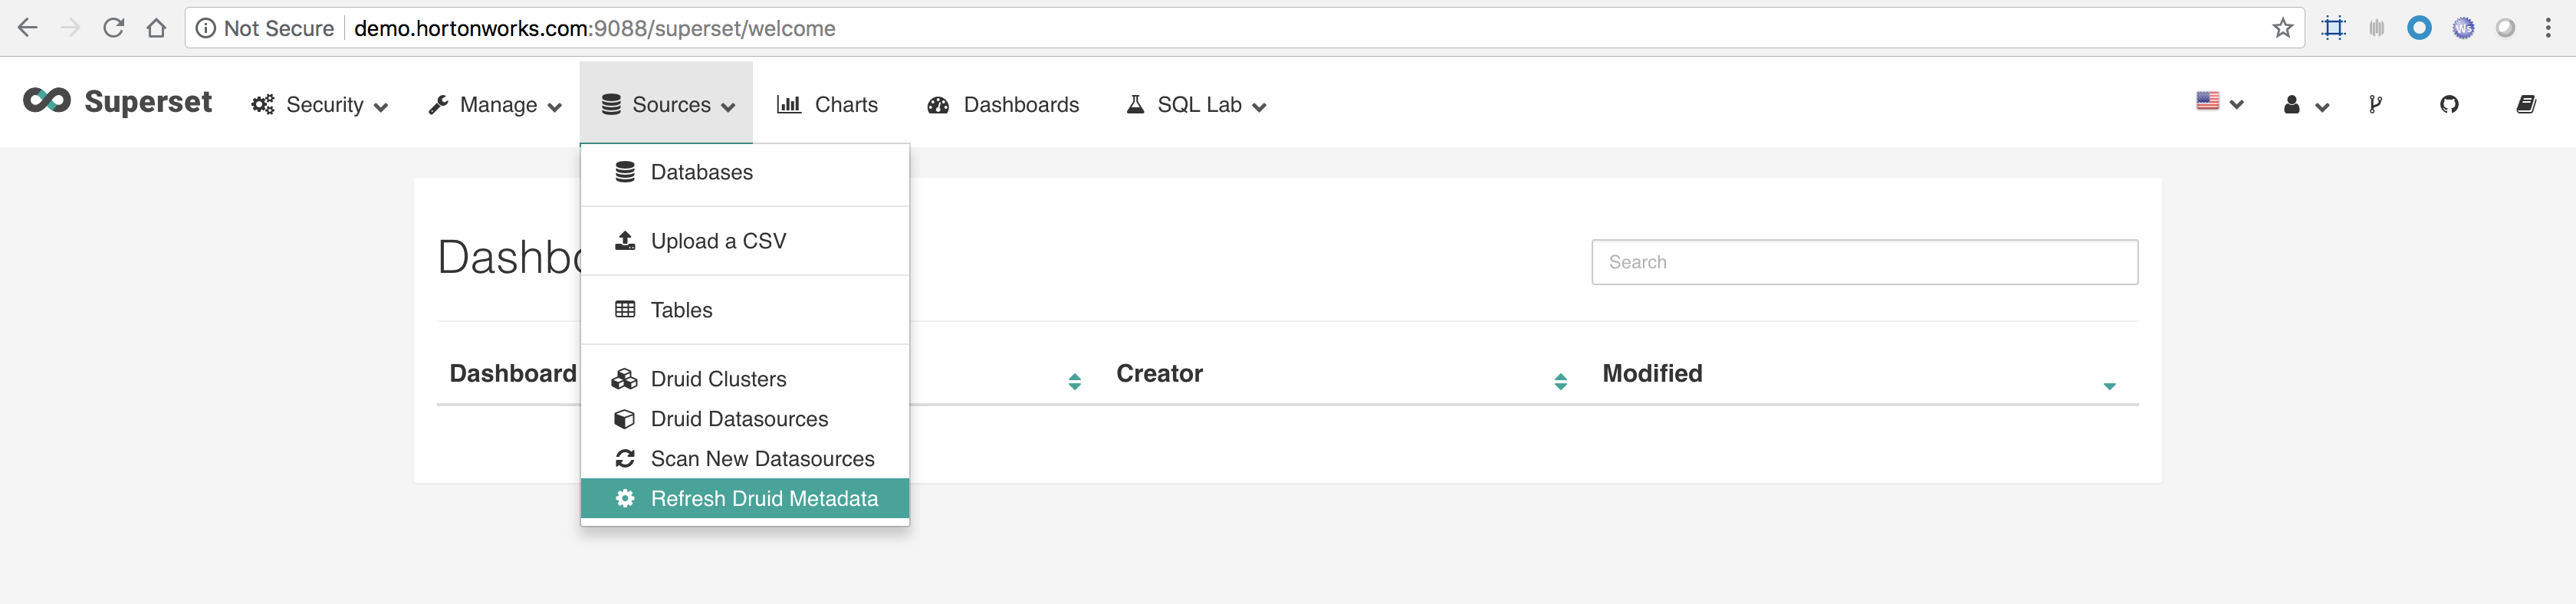 Not Secure demo.hortonworks.com:9088/superset/welcome
Superset Security Manage Sources Charts Dashboards SQL Lab
Databases
Upload a CSV
Search
Tables
Dashboard Creator Modified
Druid Clusters
Druid Datasources
Scan New Datasources
Refresh Druid Metadata